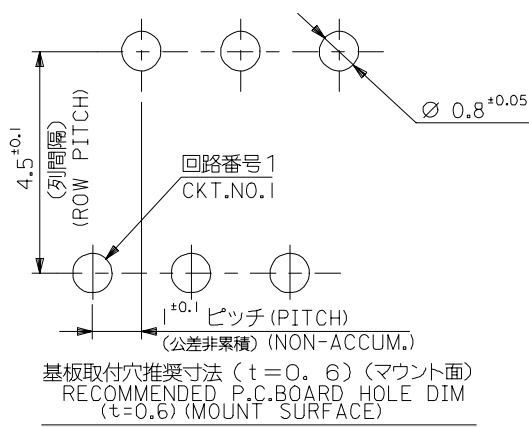 Ø 0.8±0.05
4.5±0.1
(列間隔)
(ROW PITCH)
回路番号1
CKT.NO.1
1±0.1 ピッチ(PITCH)
(公差非累積) (NON-ACCUM.)
基板取付穴推奨寸法 (t=0. 6) (マウント面)
RECOMMENDED P.C.BOARD HOLE DIM
(t=0.6) (MOUNT SURFACE)